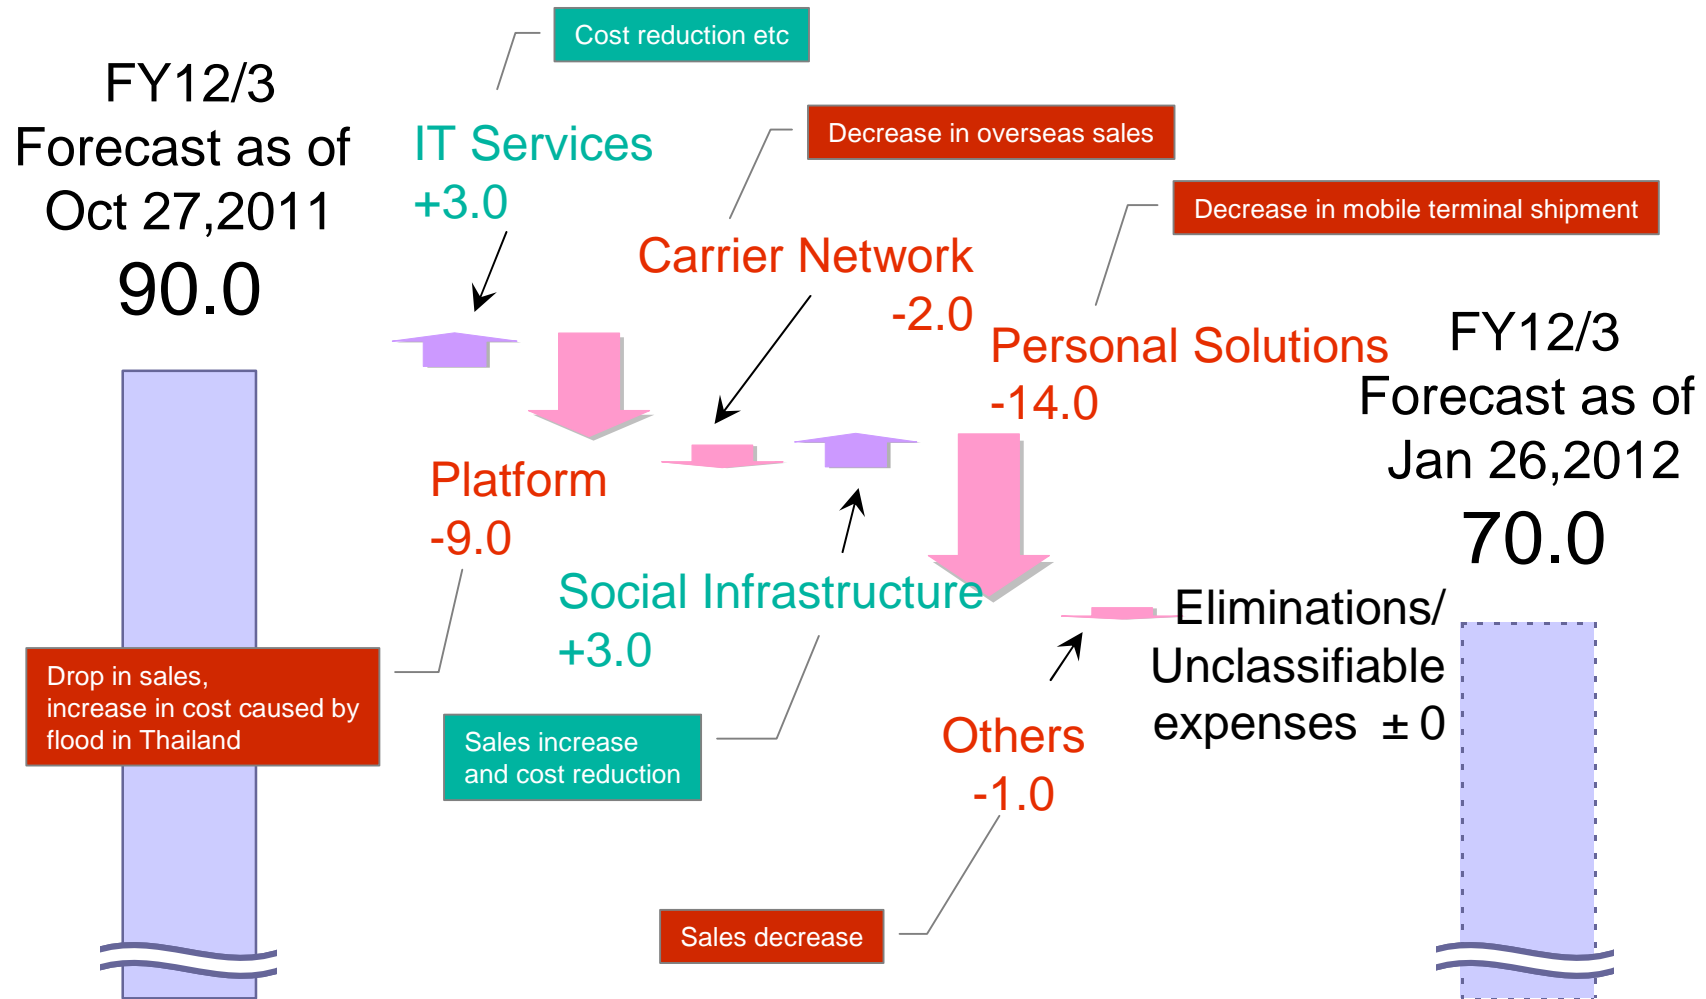 FY12/3
Forecast as of
Oct 27,2011
90.0
Cost reduction etc
IT Services
+3.0
Decrease in overseas sales
Carrier Network
-2.0
Decrease in mobile terminal shipment
Personal Solutions
-14.0
FY12/3
Forecast as of
Jan 26,2012
70.0
Platform
-9.0
Drop in sales,
increase in cost caused by
flood in Thailand
Social Infrastructure
+3.0
Sales increase
and cost reduction
Others
-1.0
Sales decrease
Eliminations/
Unclassifiable
expenses ± 0